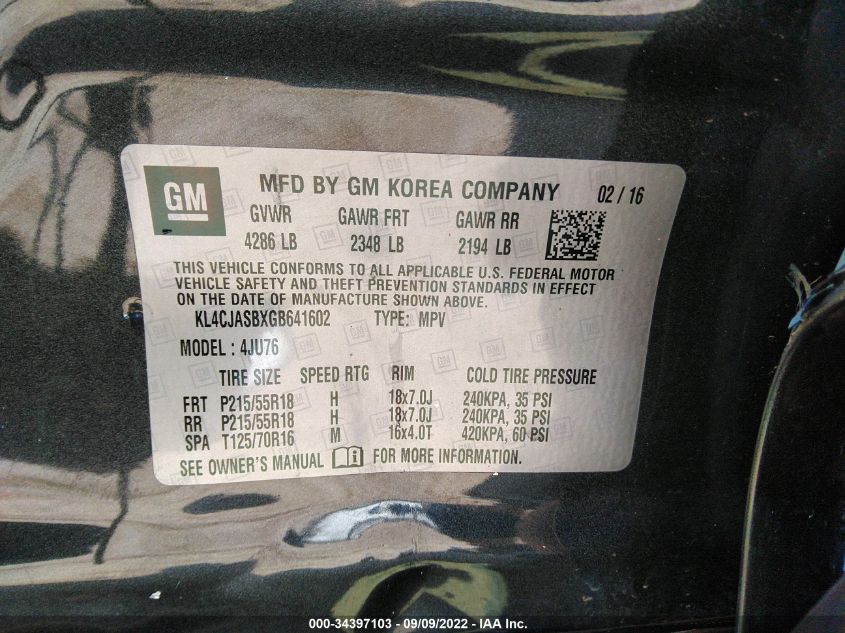 GM MFD BY GM KOREA COMPANY 02 / 16
GVWR GAWR FRT GAWR RR
4286 LB 2348 LB 2194 LB
THIS VEHICLE CONFORMS TO ALL APPLICABLE U.S. FEDERAL MOTOR
VEHICLE SAFETY AND THEFT PREVENTION STANDARDS IN EFFECT
ON THE DATE OF MANUFACTURE SHOWN ABOVE.
KL4CJASBXGB641602 TYPE: MPV
MODEL : 4JU76
TIRE SIZE SPEED RTG RIM COLD TIRE PRESSURE
FRT P215/55R18 H 18x7.0J 240KPA, 35 PSI
RR P215/55R18 H 18x7.0J 240KPA, 35 PSI
SPA T125/70R16 M 16x4.0T 420KPA, 60 PSI
SEE OWNER'S MANUAL FOR MORE INFORMATION.
000-34397103 - 09/09/2022 - IAA Inc.